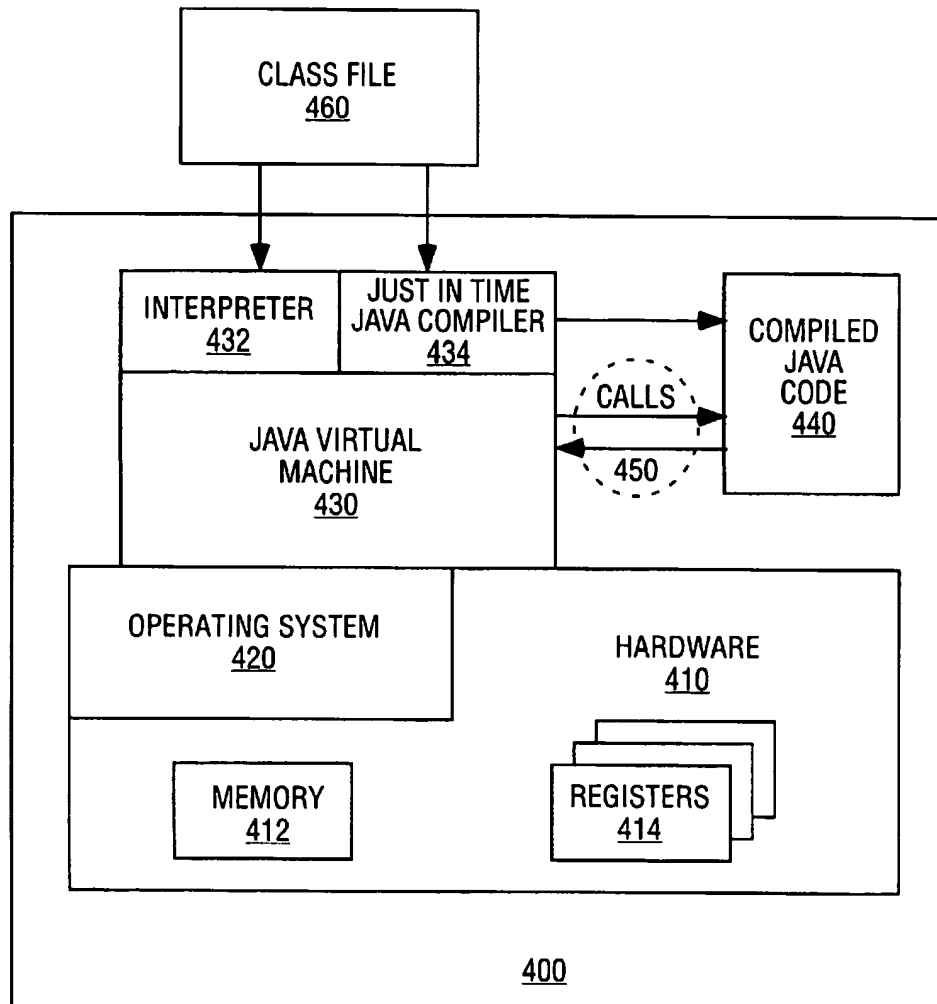 CLASS FILE
460
INTERPRETER
432
JUST IN TIME
JAVA COMPILER
434
COMPILED
JAVA
CODE
440
CALLS
450
JAVA VIRTUAL
MACHINE
430
OPERATING SYSTEM
420
HARDWARE
410
MEMORY
412
REGISTERS
414
400